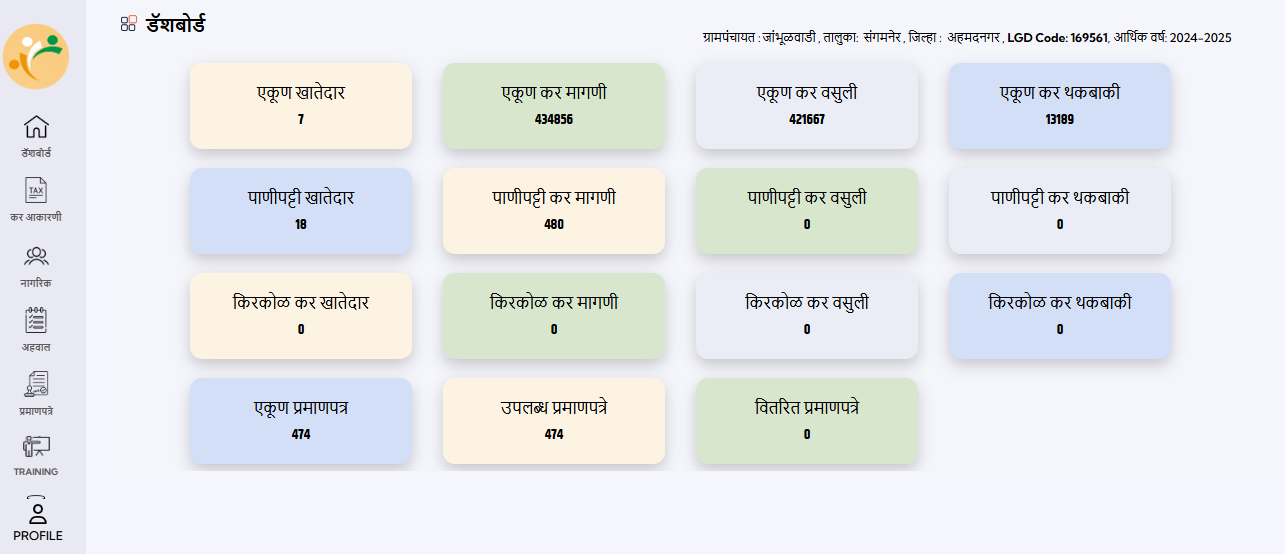 डॅशबोर्ड
ग्रामपंचायत : जांभूळवाडी , तालुका: संगमनेर , जिल्हा : अहमदनगर , LGD Code: 169561, आर्थिक वर्ष: 2024-2025
एकूण खातेदार
7
एकूण कर मागणी
434856
एकूण कर वसुली
421667
एकूण कर थकबाकी
13189
पाणीपट्टी खातेदार
18
पाणीपट्टी कर मागणी
480
पाणीपट्टी कर वसुली
0
पाणीपट्टी कर थकबाकी
0
किरकोळ कर खातेदार
0
किरकोळ कर मागणी
0
किरकोळ कर वसुली
0
किरकोळ कर थकबाकी
0
एकूण प्रमाणपत्र
474
उपलब्ध प्रमाणपत्रे
474
वितरित प्रमाणपत्रे
0
डॅशबोर्ड
TAX
कर आकारणी
नागरिक
अहवाल
प्रमाणपत्रे
TRAINING
PROFILE